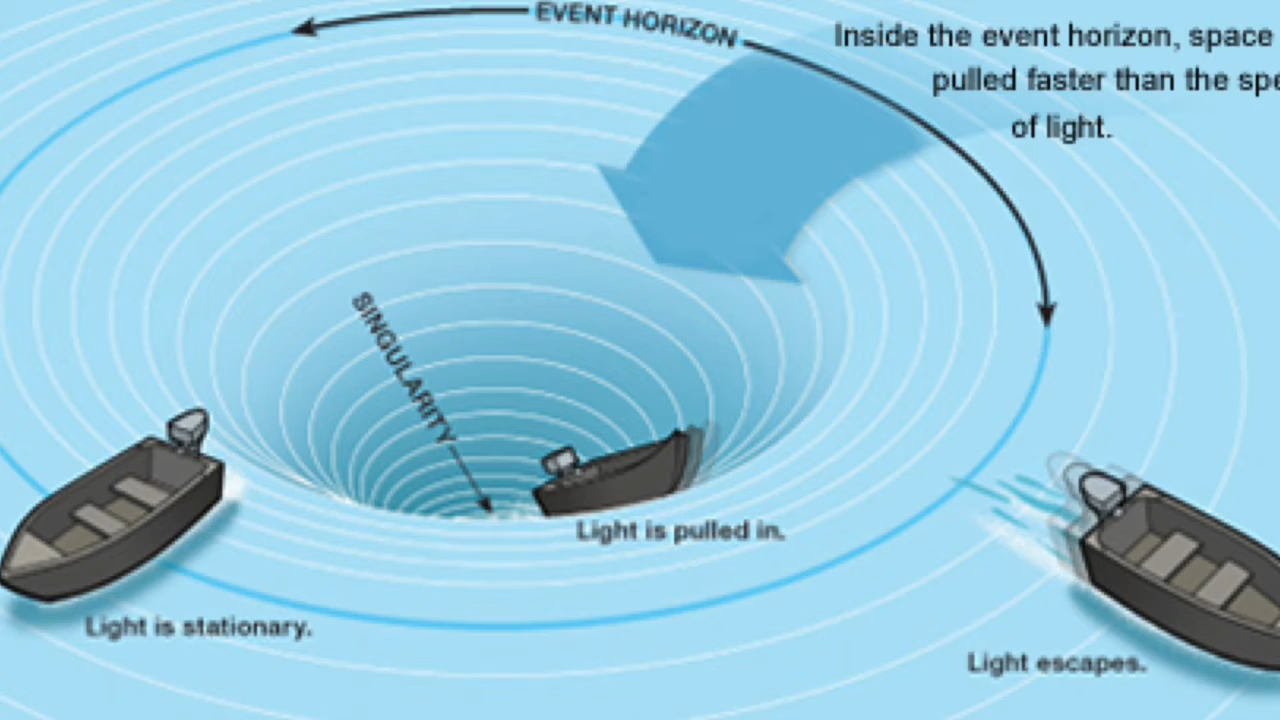 EVENT HORIZON
Inside the event horizon, space
pulled faster than the spe
of light.
SINGULARITY
Light is pulled in.
Light is stationary.
Light escapes.